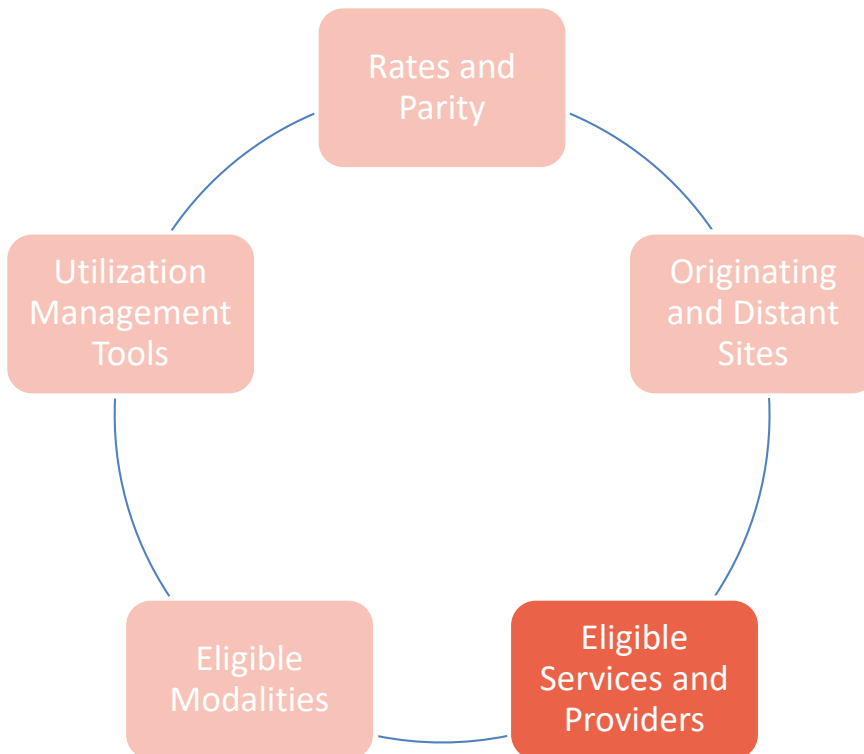 Rates and
Parity
Utilization
Management
Tools
Originating
and Distant
Sites
Eligible
Modalities
Eligible
Services and
Providers